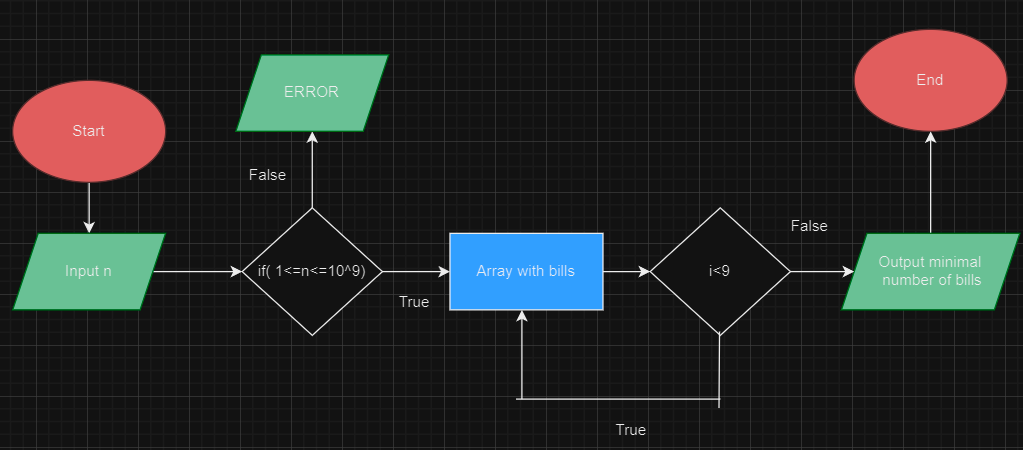 Start
Input n
ERROR
False
if( 1<=n<=10^9)
True
Array with bills
i<9
True
False
Output minimal
number of bills
End